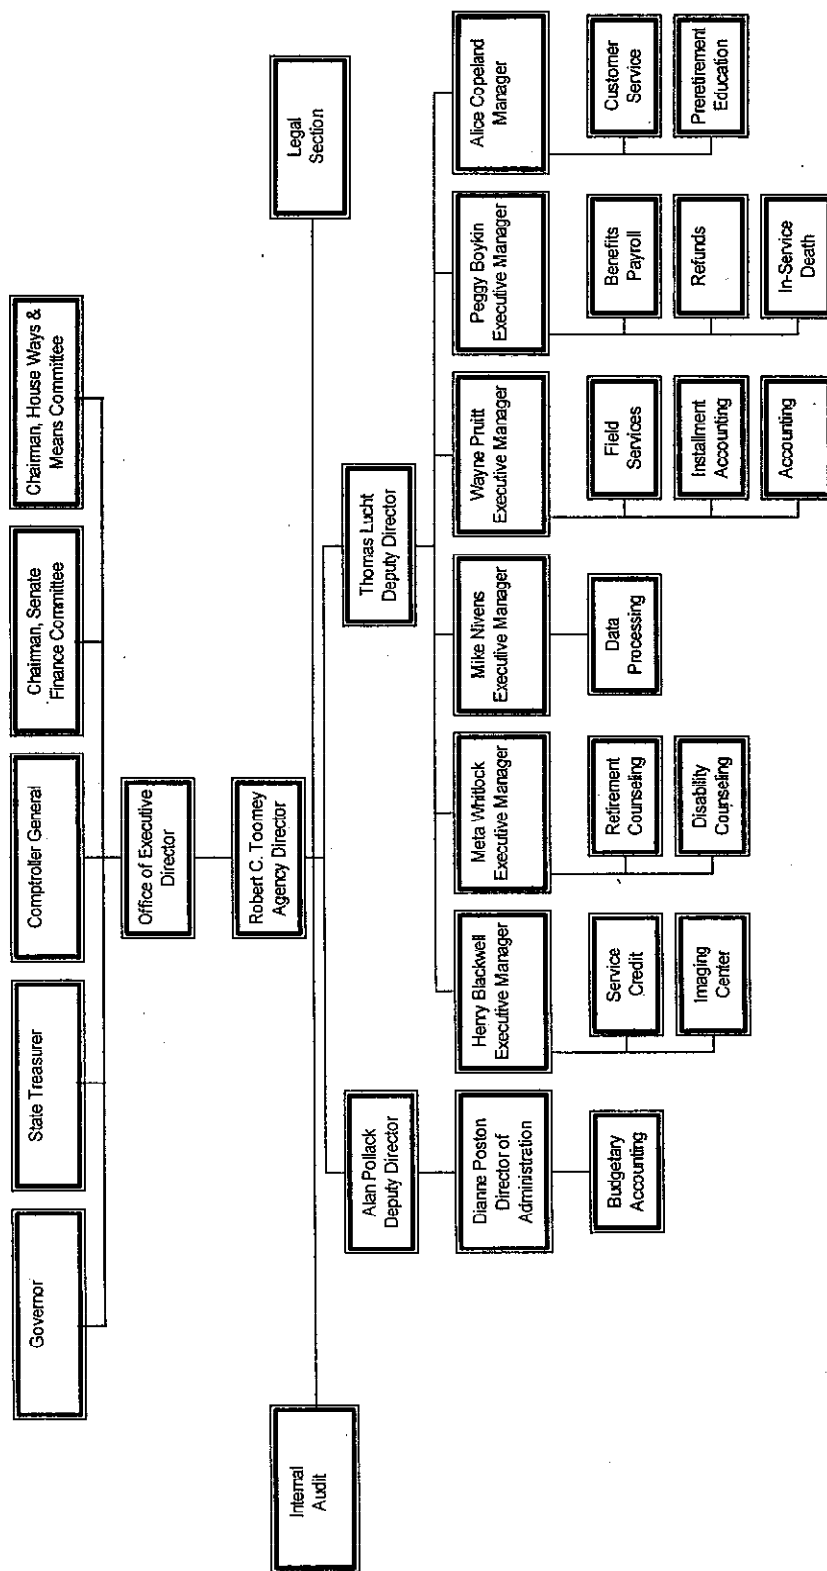 Governor
State Treasurer
Comptroller General
Chairman, Senate
Finance Committee
Chairman, House Ways &
Means Committee
Office of Executive
Director
Robert C. Toomey
Agency Director
Internal
Audit
Legal
Section
Alan Pollack
Deputy Director
Thomas Lucht
Deputy Director
Dianne Poston
Director of
Administration
Henry Blackwell
Executive Manager
Meta Whitlock
Executive Manager
Mike Nivens
Executive Manager
Wayne Pruitt
Executive Manager
Peggy Boykin
Executive Manager
Alice Copeland
Manager
Budgetary
Accounting
Service
Credit
Imaging
Center
Retirement
Counseling
Disability
Counseling
Data
Processing
Field
Services
Installment
Accounting
Accounting
Benefits
Payroll
Refunds
In-Service
Death
Customer
Service
Preretirement
Education